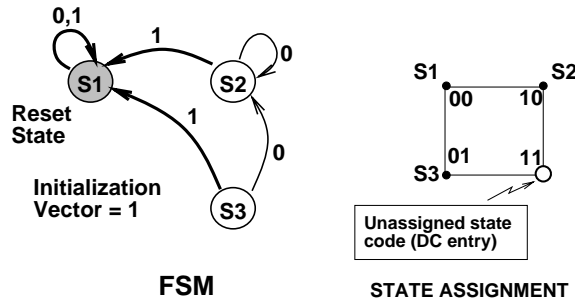 0,1
1
0
S1
S2
Reset
State
1
0
Initialization
Vector = 1
S3
FSM
S1
S2
00
10
01
11
S3
Unassigned state
code (DC entry)
STATE ASSIGNMENT